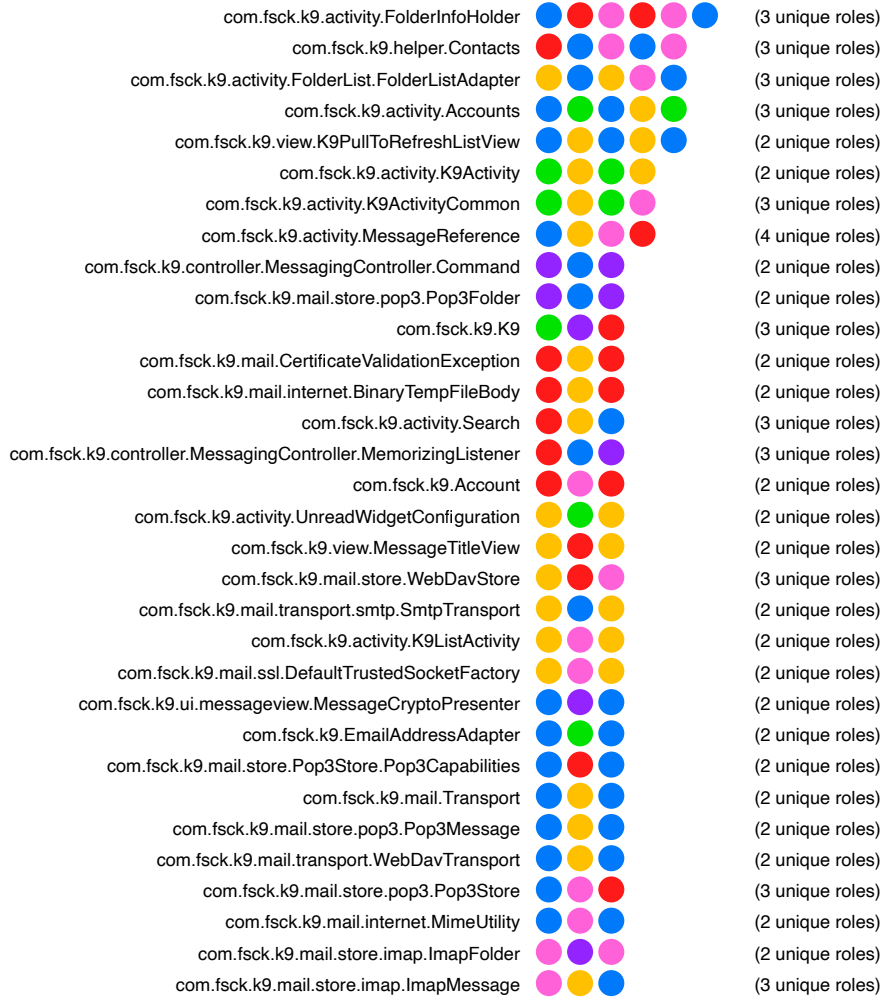 com.fsck.k9.activity.FolderInfoHolder (3 unique roles)
com.fsck.k9.helper.Contacts (3 unique roles)
com.fsck.k9.activity.FolderList.FolderListAdapter (3 unique roles)
com.fsck.k9.activity.Accounts (3 unique roles)
com.fsck.k9.view.K9PullToRefreshListView (2 unique roles)
com.fsck.k9.activity.K9Activity (2 unique roles)
com.fsck.k9.activity.K9ActivityCommon (3 unique roles)
com.fsck.k9.activity.MessageReference (4 unique roles)
com.fsck.k9.controller.MessagingController.Command (2 unique roles)
com.fsck.k9.mail.store.pop3.Pop3Folder (2 unique roles)
com.fsck.k9.K9 (3 unique roles)
com.fsck.k9.mail.CertificateValidationException (2 unique roles)
com.fsck.k9.mail.internet.BinaryTempFileBody (2 unique roles)
com.fsck.k9.activity.Search (3 unique roles)
com.fsck.k9.controller.MessagingController.MemorizingListener (3 unique roles)
com.fsck.k9.Account (2 unique roles)
com.fsck.k9.activity.UnreadWidgetConfiguration (2 unique roles)
com.fsck.k9.view.MessageTitleView (2 unique roles)
com.fsck.k9.mail.store.WebDavStore (3 unique roles)
com.fsck.k9.mail.transport.smtp.SmtpTransport (2 unique roles)
com.fsck.k9.activity.K9ListActivity (2 unique roles)
com.fsck.k9.mail.ssl.DefaultTrustedSocketFactory (2 unique roles)
com.fsck.k9.ui.messageview.MessageCryptoPresenter (2 unique roles)
com.fsck.k9.EmailAddressAdapter (2 unique roles)
com.fsck.k9.mail.store.Pop3Store.Pop3Capabilities (2 unique roles)
com.fsck.k9.mail.Transport (2 unique roles)
com.fsck.k9.mail.store.pop3.Pop3Message (2 unique roles)
com.fsck.k9.mail.transport.WebDavTransport (2 unique roles)
com.fsck.k9.mail.store.pop3.Pop3Store (3 unique roles)
com.fsck.k9.mail.internet.MimeUtility (2 unique roles)
com.fsck.k9.mail.store.imap.ImapFolder (2 unique roles)
com.fsck.k9.mail.store.imap.ImapMessage (3 unique roles)